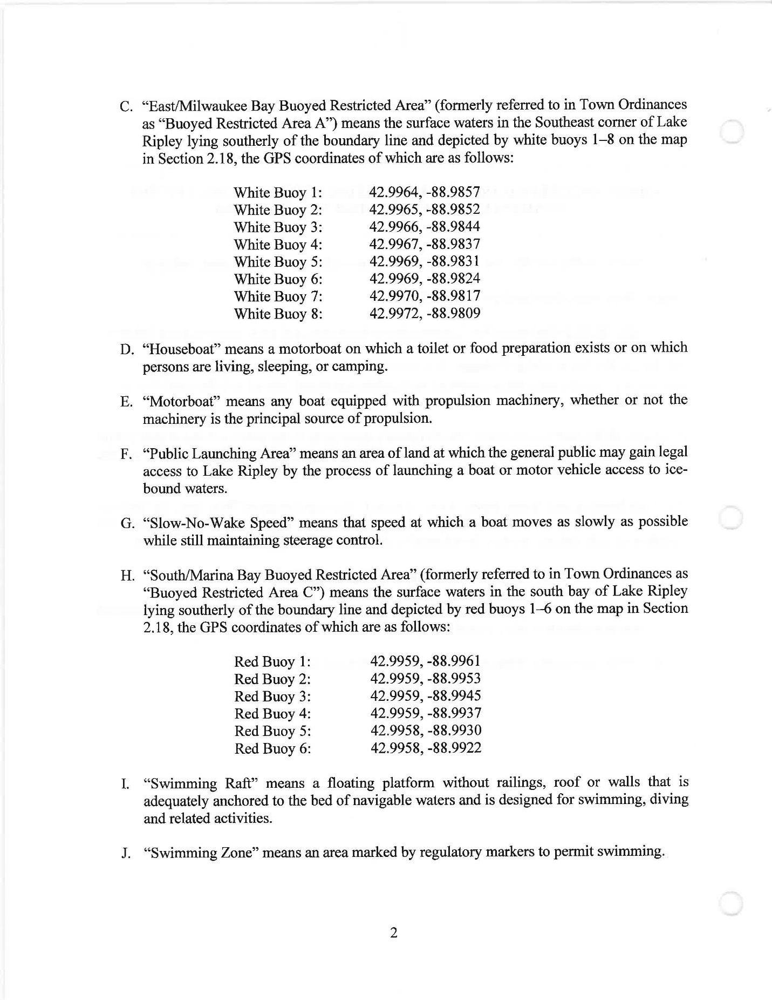 C. “East/Milwaukee Bay Buoyed Restricted Area” (formerly referred to in Town Ordinances
as “Buoyed Restricted Area A”) means the surface waters in the Southeast corner of Lake
Ripley lying southerly of the boundary line and depicted by white buoys 1–8 on the map
in Section 2.18, the GPS coordinates of which are as follows:
White Buoy 1: 42.9964, -88.9857
White Buoy 2: 42.9965, -88.9852
White Buoy 3: 42.9966, -88.9844
White Buoy 4: 42.9967, -88.9837
White Buoy 5: 42.9969, -88.9831
White Buoy 6: 42.9969, -88.9824
White Buoy 7: 42.9970, -88.9817
White Buoy 8: 42.9972, -88.9809
D. “Houseboat” means a motorboat on which a toilet or food preparation exists or on which
persons are living, sleeping, or camping.
E. “Motorboat” means any boat equipped with propulsion machinery, whether or not the
machinery is the principal source of propulsion.
F. “Public Launching Area” means an area of land at which the general public may gain legal
access to Lake Ripley by the process of launching a boat or motor vehicle access to ice-
bound waters.
G. “Slow-No-Wake Speed” means that speed at which a boat moves as slowly as possible
while still maintaining steerage control.
H. “South/Marina Bay Buoyed Restricted Area” (formerly referred to in Town Ordinances as
“Buoyed Restricted Area C”) means the surface waters in the south bay of Lake Ripley
lying southerly of the boundary line and depicted by red buoys 1–6 on the map in Section
2.18, the GPS coordinates of which are as follows:
Red Buoy 1: 42.9959, -88.9961
Red Buoy 2: 42.9959, -88.9953
Red Buoy 3: 42.9959, -88.9945
Red Buoy 4: 42.9959, -88.9937
Red Buoy 5: 42.9958, -88.9930
Red Buoy 6: 42.9958, -88.9922
I. “Swimming Raft” means a floating platform without railings, roof or walls that is
adequately anchored to the bed of navigable waters and is designed for swimming, diving
and related activities.
J. “Swimming Zone” means an area marked by regulatory markers to permit swimming.
2